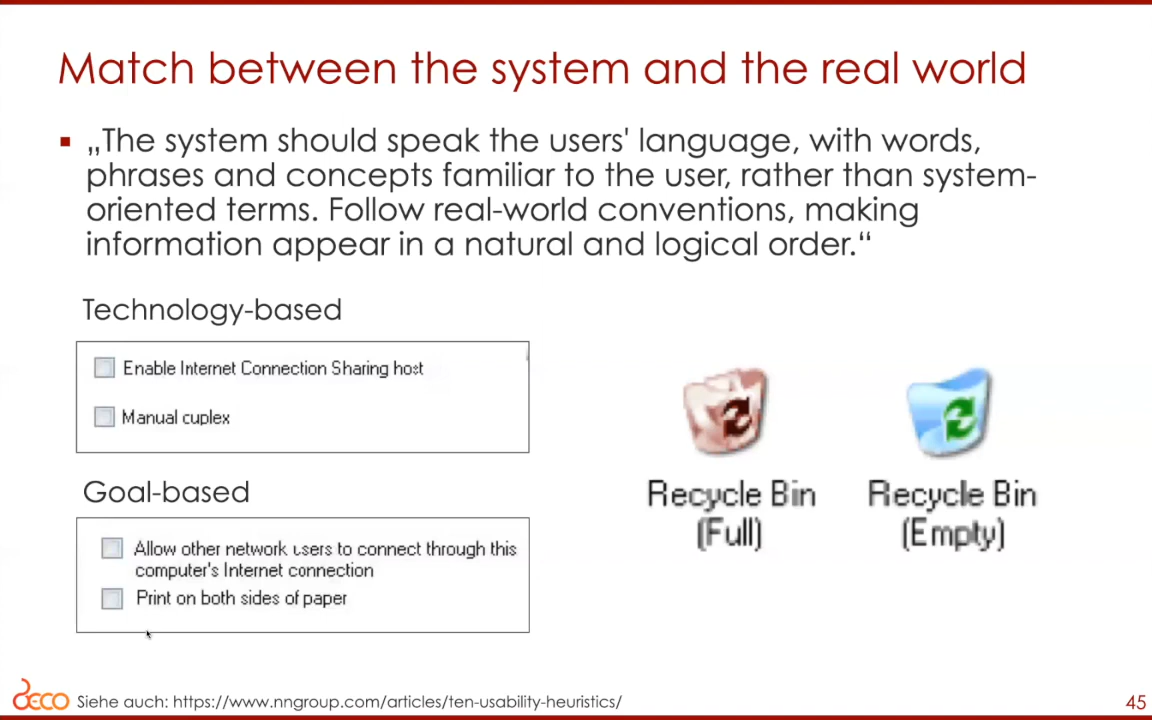 Match between the system and the real world
„The system should speak the users' language, with words,
phrases and concepts familiar to the user, rather than system-
oriented terms. Follow real-world conventions, making
information appear in a natural and logical order.“
Technology-based
Enable Internet Connection Sharing host
Manual cuplex
Goal-based
Allow other network users to connect through this
computer's Internet connection
Print on both sides of paper
Recycle Bin
(Full)
Recycle Bin
(Empty)
DECO
Siehe auch: https://www.nngroup.com/articles/ten-usability-heuristics/
45